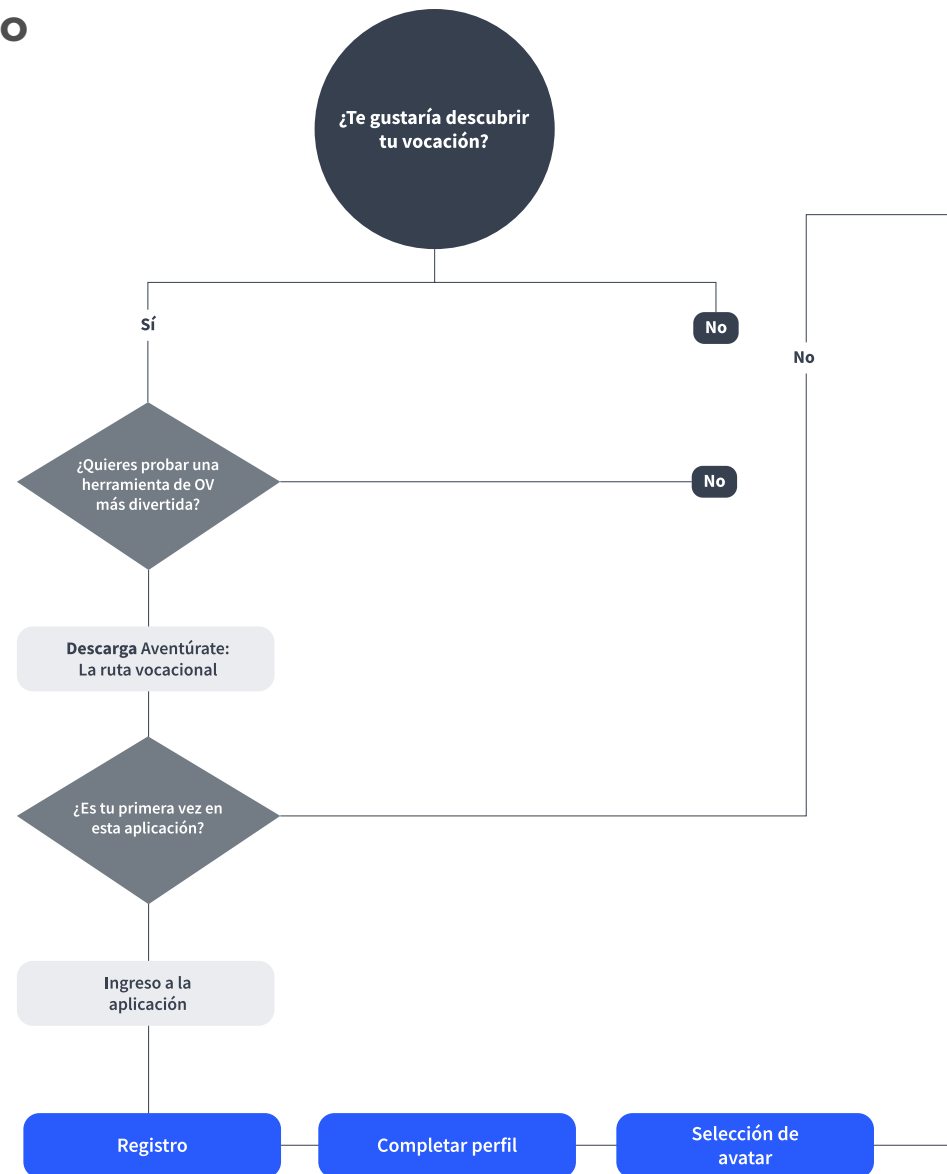 o
¿Te gustaría descubrir
tu vocación?
Sí
No
No
¿Quieres probar una
herramienta de OV
más divertida?
No
Descarga Aventúrate:
La ruta vocacional
¿Es tu primera vez en
esta aplicación?
Ingreso a la
aplicación
Registro
Completar perfil
Selección de
avatar